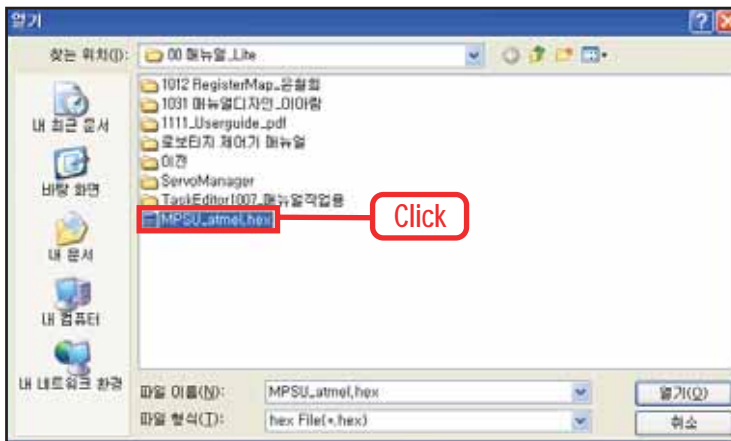 열기
찾는 위치(I):
00 매뉴얼_Lite
1012 RegisterMap_윤철희
1031 매뉴얼디자인_이아람
1111_Userguide_pdf
로보티지 제어기 매뉴얼
이전
ServoManager
TaskEditor1007_매뉴얼작업용
MPSU_atmel.hex
Click
내 최근 문서
바탕 화면
내 문서
내 컴퓨터
내 네트워크 환경
파일 이름(N):
MPSU_atmel.hex
열기(O)
파일 형식(T):
hex File(*.hex)
취소